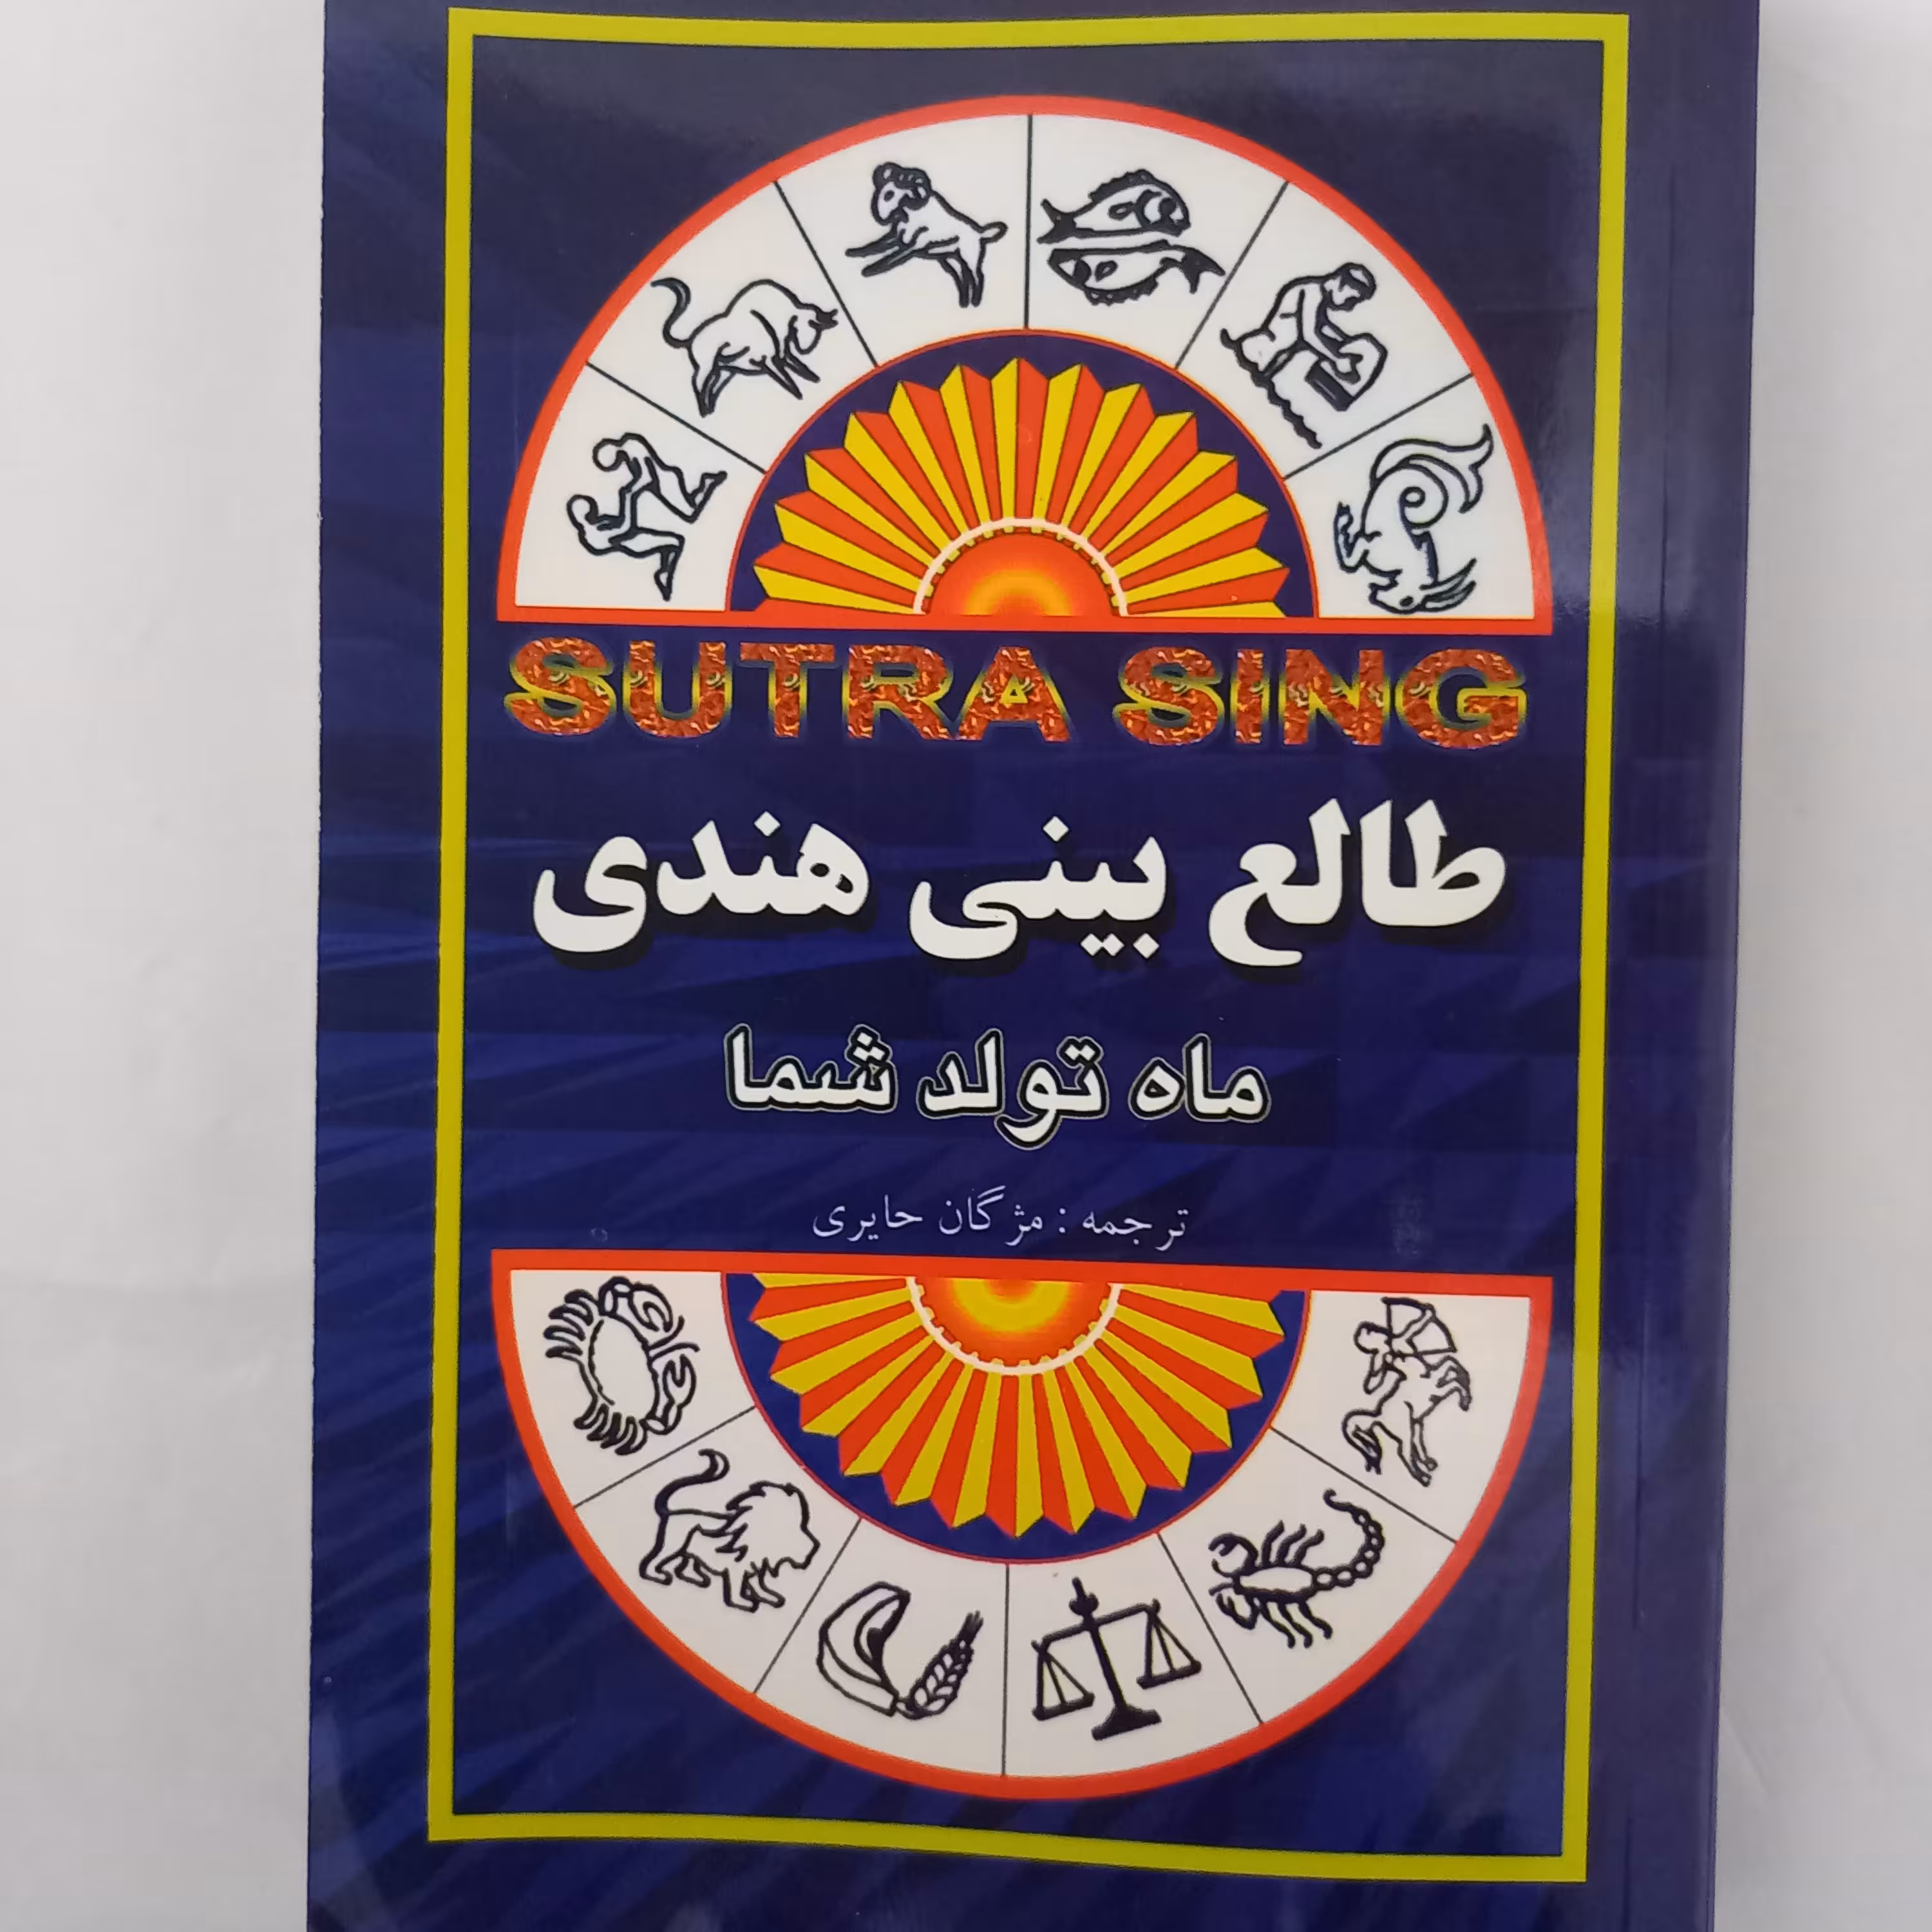 SUTRA SING
طالع بینی هندی
ماه تولد شما
ترجمه : مژگان حایری